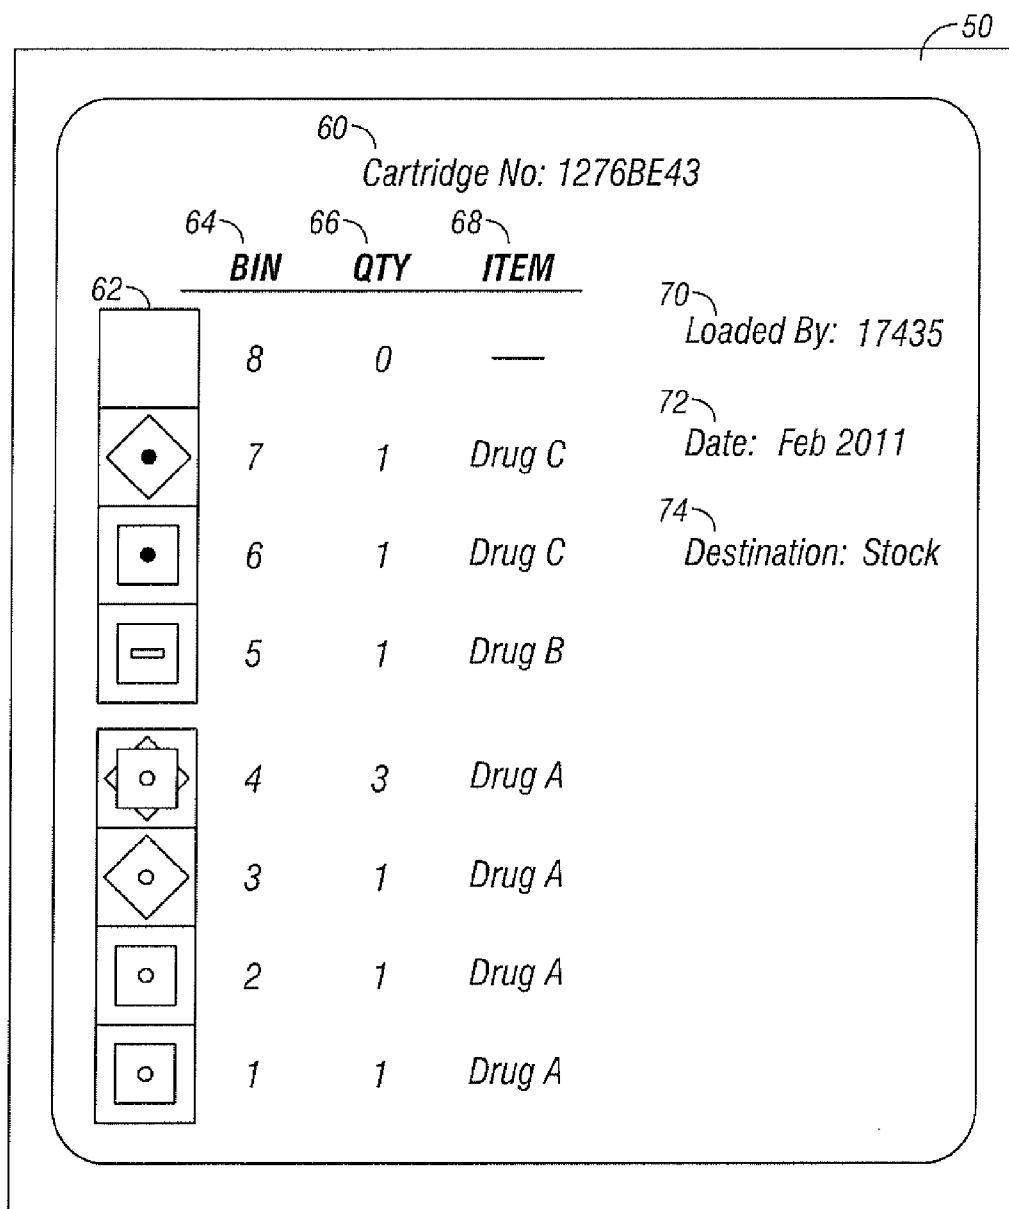 50
60
Cartridge No: 1276BE43
64 66 68
BIN QTY ITEM
62
8 0 —
70
Loaded By: 17435
7 1 Drug C
72
Date: Feb 2011
6 1 Drug C
74
Destination: Stock
5 1 Drug B
4 3 Drug A
3 1 Drug A
2 1 Drug A
1 1 Drug A